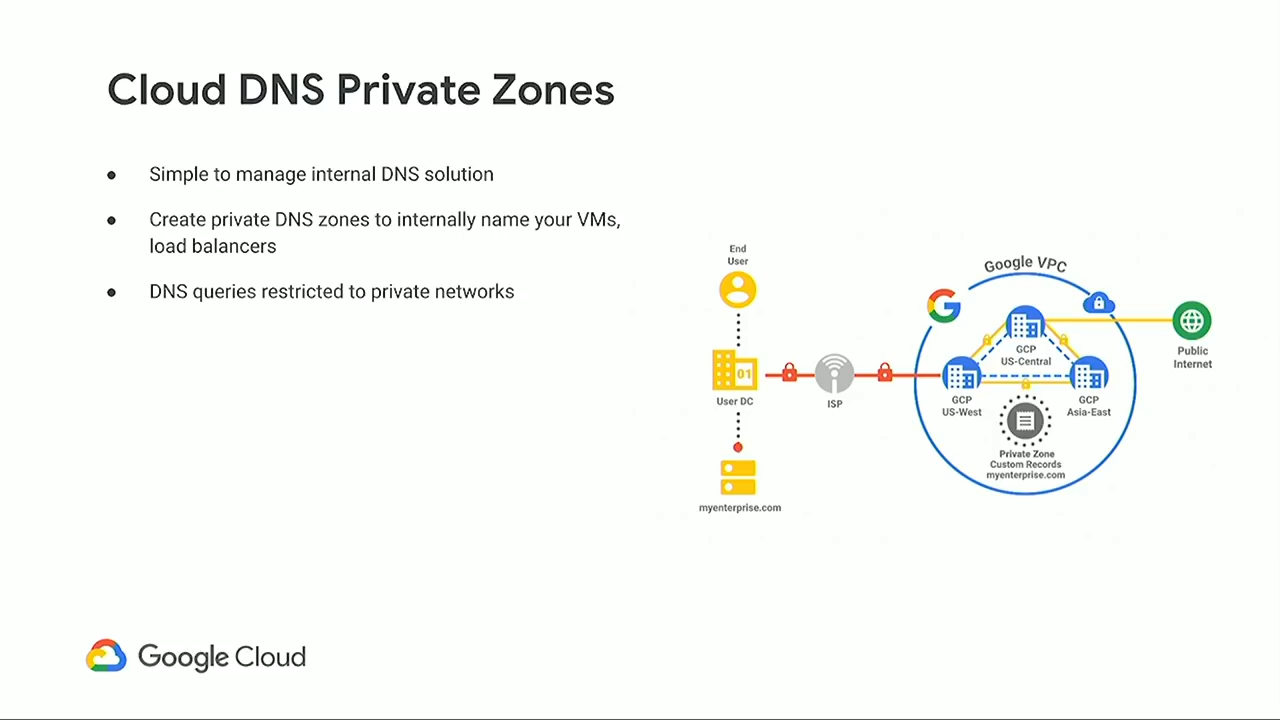 Cloud DNS Private Zones
● Simple to manage internal DNS solution
● Create private DNS zones to internally name your VMs,
load balancers
● DNS queries restricted to private networks
End
User
01
User DC
myenterprise.com
ISP
Google VPC
G
GCP
US-Central
GCP
US-West
GCP
Asia-East
Private Zone
Custom Records
myenterprise.com
Public
Internet
Google Cloud